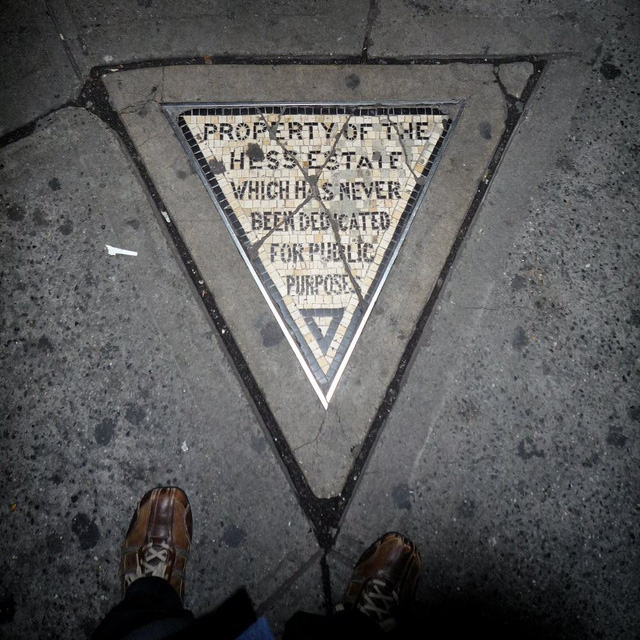 PROPERTY OF THE
HESS ESTATE
WHICH HAS NEVER
BEEN DEDICATED
FOR PUBLIC
PURPOSES